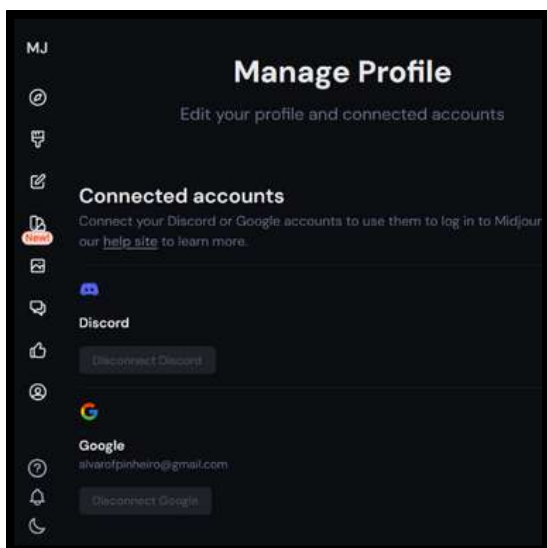 MJ
Manage Profile
Edit your profile and connected accounts
New!
Connected accounts
Connect your Discord or Google accounts to use them to log in to Midjour
our help site to learn more.
Discord
Disconnect Discord
Google
alvarofpinheiro@gmail.com
Disconnect Google